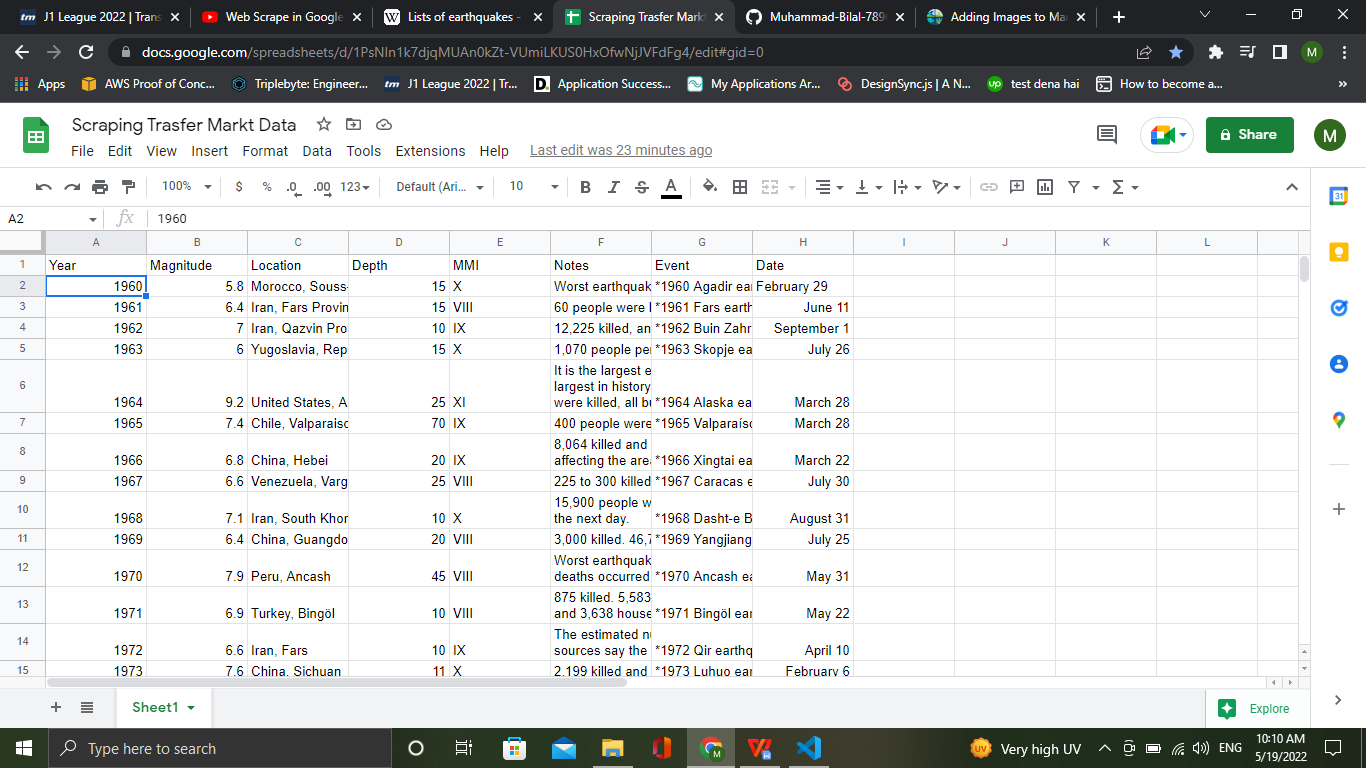 J1 League 2022 | Trans
Web Scrape in Google
Lists of earthquakes -
Scraping Trasfer Mark
Muhammad-Bilal-789
Adding Images to Ma
docs.google.com/spreadsheets/d/1PsNIn1k7djqMUAn0kZt-VUmiLKUS0HxOfwNjJVFdFg4/edit#gid=0
M
Apps
AWS Proof of Conc...
Triplebyte: Engineer...
tm J1 League 2022 | Tr...
Application Success...
My Applications Ar...
DesignSync.js | A N...
test dena hai
How to become a...
Scraping Trasfer Markt Data
Share
M
File Edit View Insert Format Data Tools Extensions Help Last edit was 23 minutes ago
100% $ % .0 .00 123 Default (Ari... 10 B I S A
A2 fx 1960
A B C D E F G H I J K L
1 Year Magnitude Location Depth MMI Notes Event Date
2 1960 5.8 Morocco, Souss- 15 X Worst earthquak *1960 Agadir ear February 29
3 1961 6.4 Iran, Fars Provin 15 VIII 60 people were *1961 Fars earth June 11
4 1962 7 Iran, Qazvin Pro 10 IX 12,225 killed, an *1962 Buin Zahr September 1
5 1963 6 Yugoslavia, Rep 15 X 1,070 people pe *1963 Skopje ea July 26
It is the largest e
largest in history
6 1964 9.2 United States, A 25 XI were killed, all bu *1964 Alaska ea March 28
7 1965 7.4 Chile, Valparaiso 70 IX 400 people were *1965 Valparaíso March 28
8,064 killed and
8 1966 6.8 China, Hebei 20 IX affecting the area *1966 Xingtai ea March 22
9 1967 6.6 Venezuela, Varg 25 VIII 225 to 300 killed *1967 Caracas e July 30
15,900 people w
10 1968 7.1 Iran, South Khor 10 X the next day. *1968 Dasht-e B August 31
11 1969 6.4 China, Guangdo 20 VIII 3,000 killed. 46,7 *1969 Yangjiang July 25
Worst earthquak
12 1970 7.9 Peru, Ancash 45 VIII deaths occurred *1970 Ancash ea May 31
875 killed. 5,583
13 1971 6.9 Turkey, Bingöl 10 VIII and 3,638 house *1971 Bingöl ear May 22
The estimated nu
14 1972 6.6 Iran, Fars 10 IX sources say the *1972 Qir earthq April 10
15 1973 7.6 China, Sichuan 11 X 2,199 killed and *1973 Luhuo ear February 6
Sheet1
Explore
Type here to search
Very high UV
ENG
10:10 AM
5/19/2022